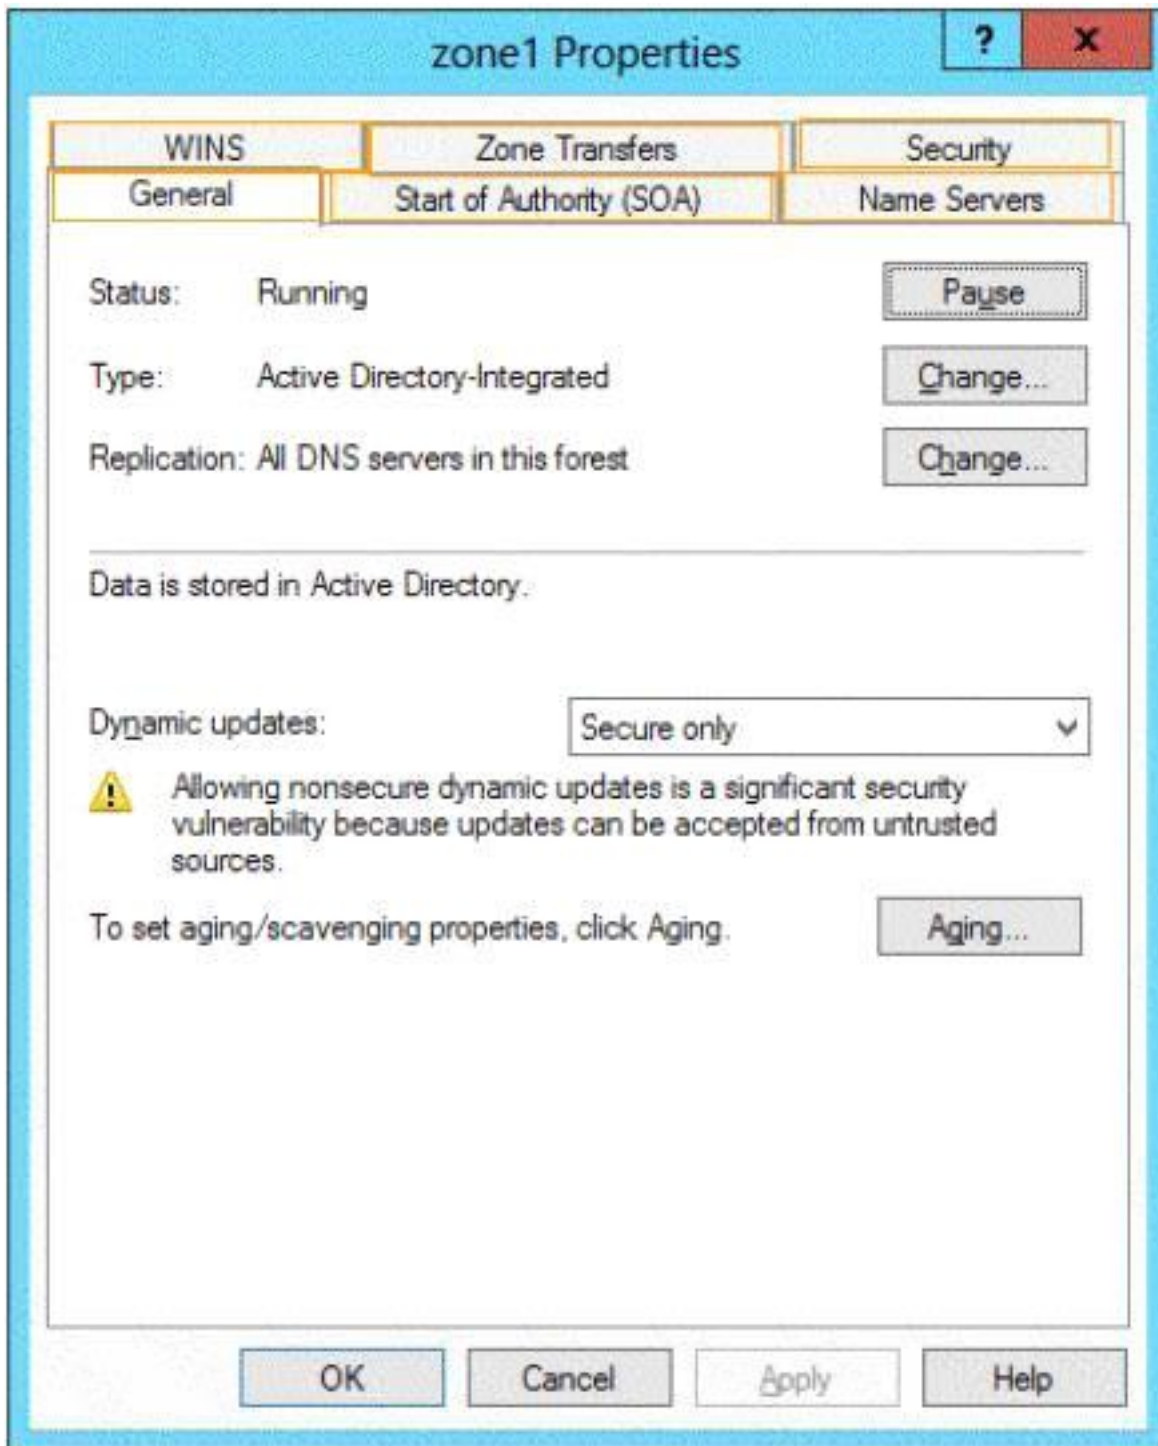 zone1 Properties
?
x
WINS
Zone Transfers
Security
General
Start of Authority (SOA)
Name Servers
Status:
Running
Pause
Type:
Active Directory-Integrated
Change...
Replication:
All DNS servers in this forest
Change...
Data is stored in Active Directory.
Dynamic updates:
Secure only
Allowing nonsecure dynamic updates is a significant security
vulnerability because updates can be accepted from untrusted
sources.
To set aging/scavenging properties, click Aging.
Aging...
OK
Cancel
Apply
Help